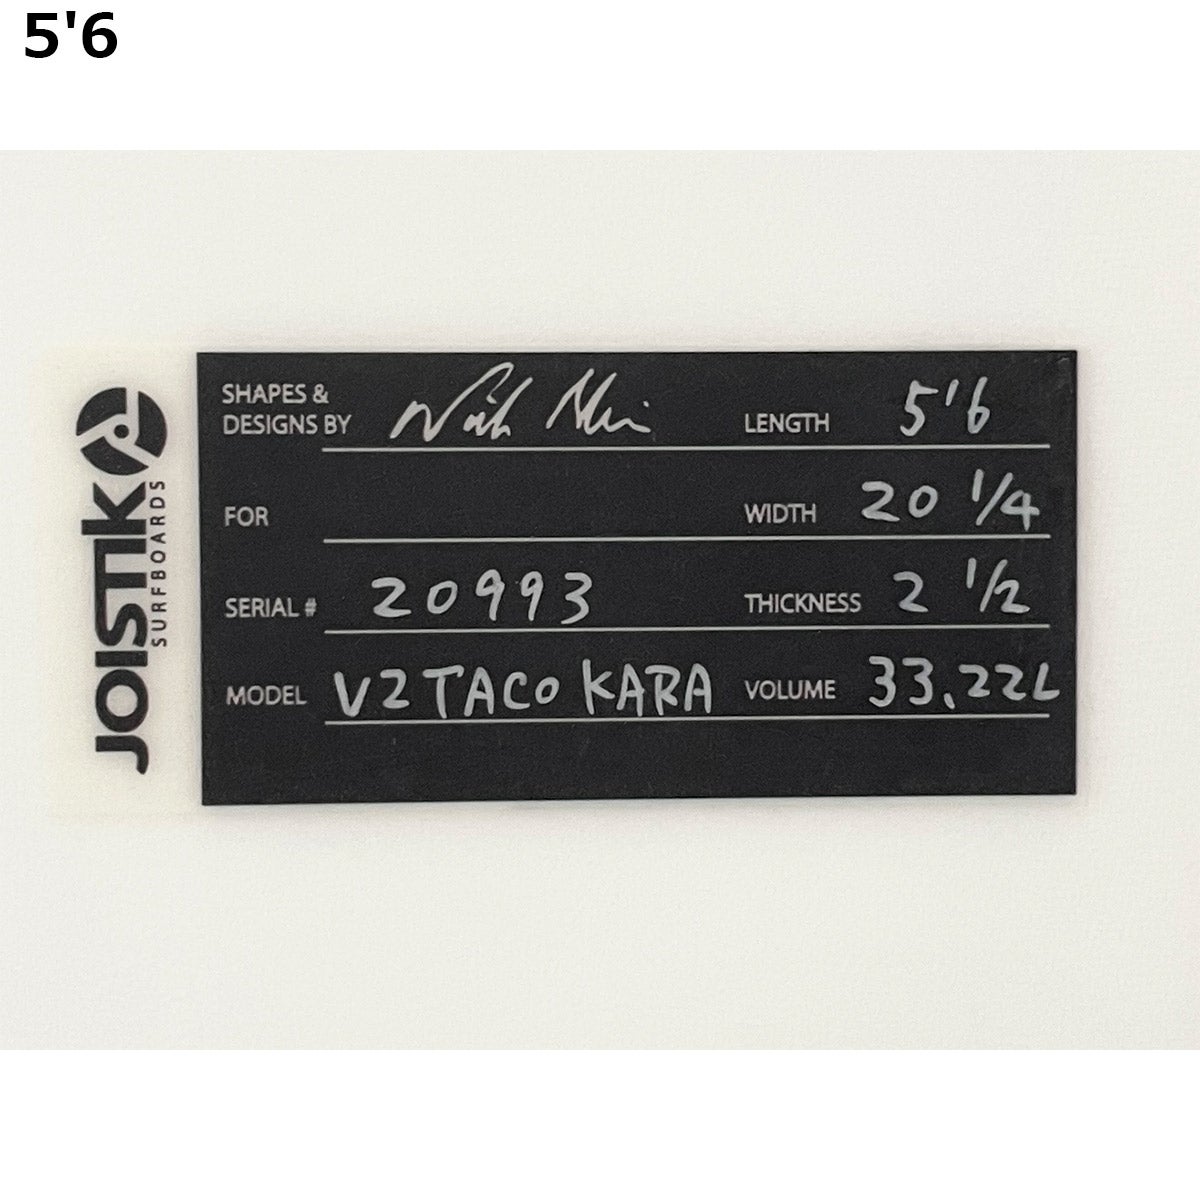 5'6
JOISTIK
SURFBOARDS
SHAPES &
DESIGNS BY
LENGTH 5'6
FOR
WIDTH 20 1/4
SERIAL # 20993
THICKNESS 2 1/2
MODEL V2 TACO KARA
VOLUME 33.22L